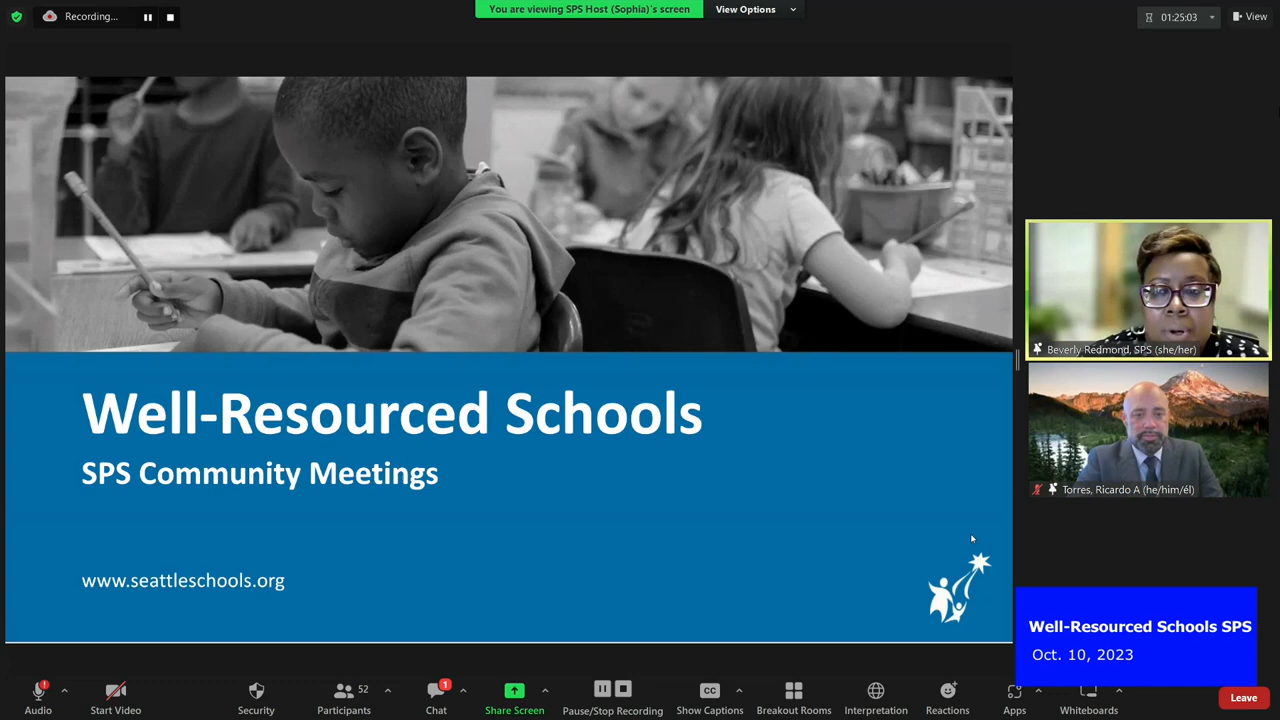 Recording...
You are viewing SPS Host (Sophia)'s screen
View Options
01:25:03
View
Well-Resourced Schools
SPS Community Meetings
www.seattleschools.org
Beverly Redmond, SPS (she/her)
Torres, Ricardo A (he/him/él)
Well-Resourced Schools SPS
Oct. 10, 2023
Audio
Start Video
Security
52
Participants
1
Chat
Share Screen
Pause/Stop Recording
CC
Show Captions
Breakout Rooms
Interpretation
Reactions
Apps
Whiteboards
Leave